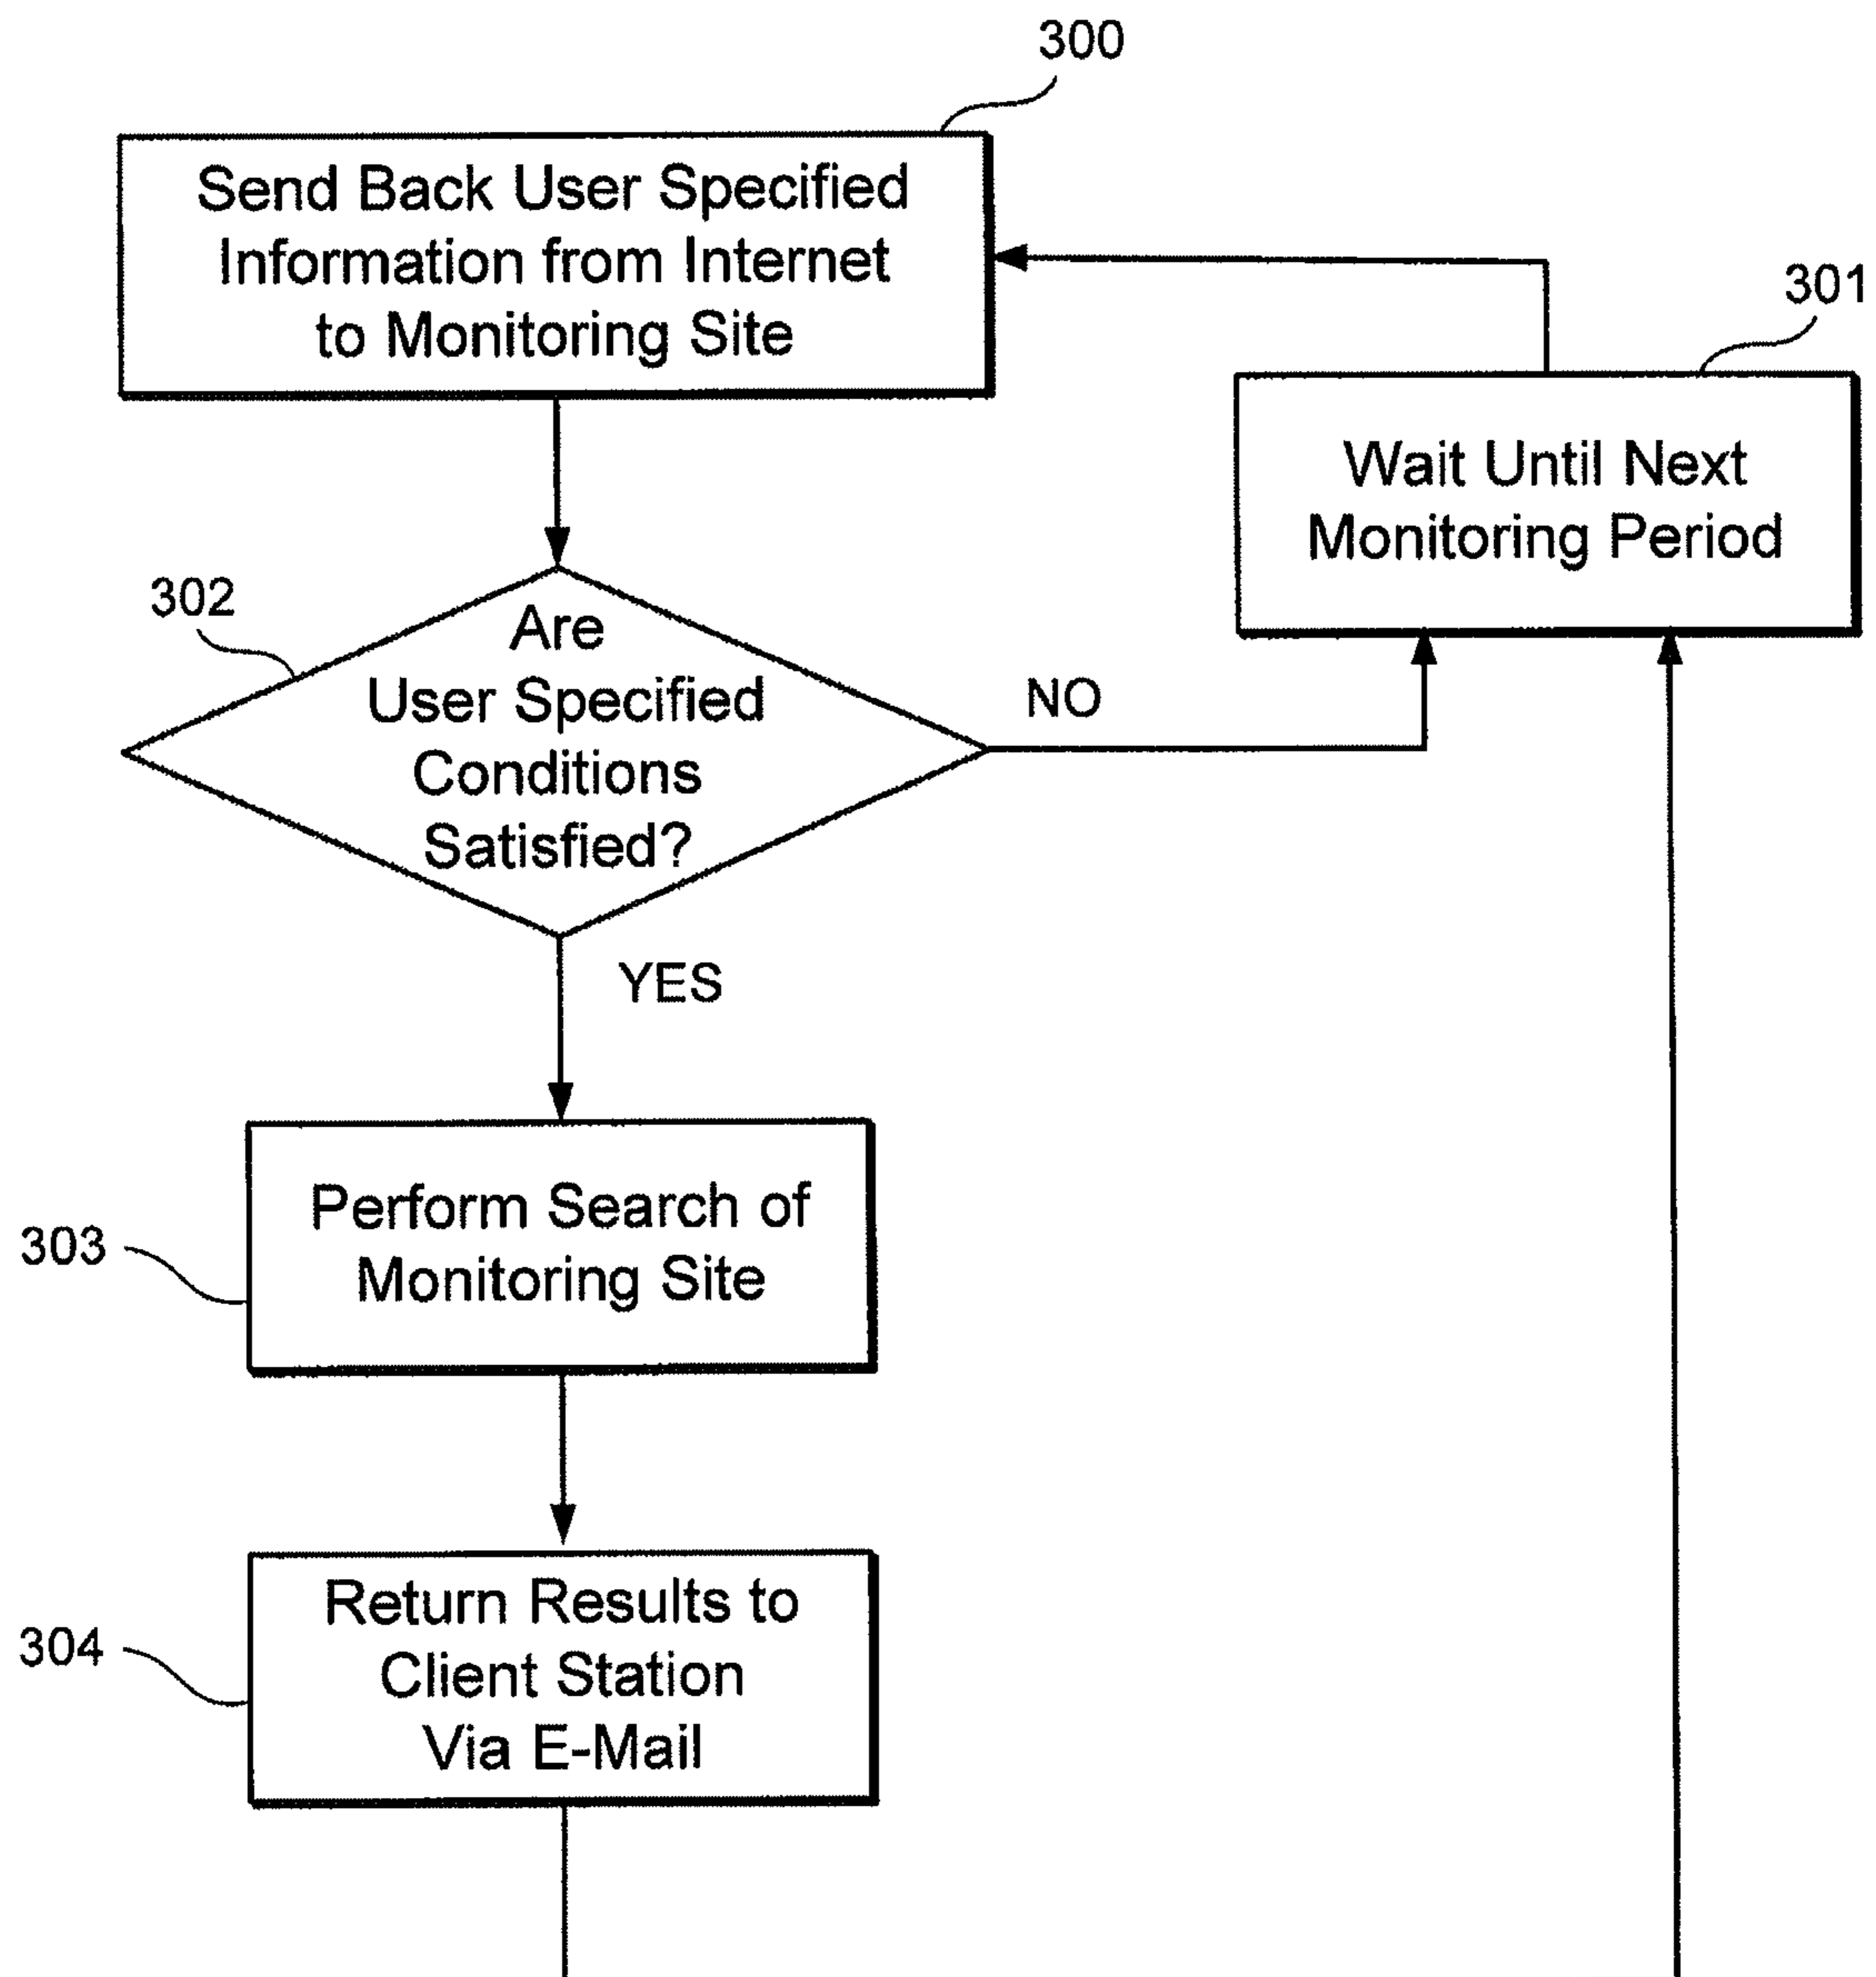 300
Send Back User Specified
Information from Internet
to Monitoring Site
301
Wait Until Next
Monitoring Period
302
Are
User Specified
Conditions
Satisfied?
NO
YES
303
Perform Search of
Monitoring Site
304
Return Results to
Client Station
Via E-Mail